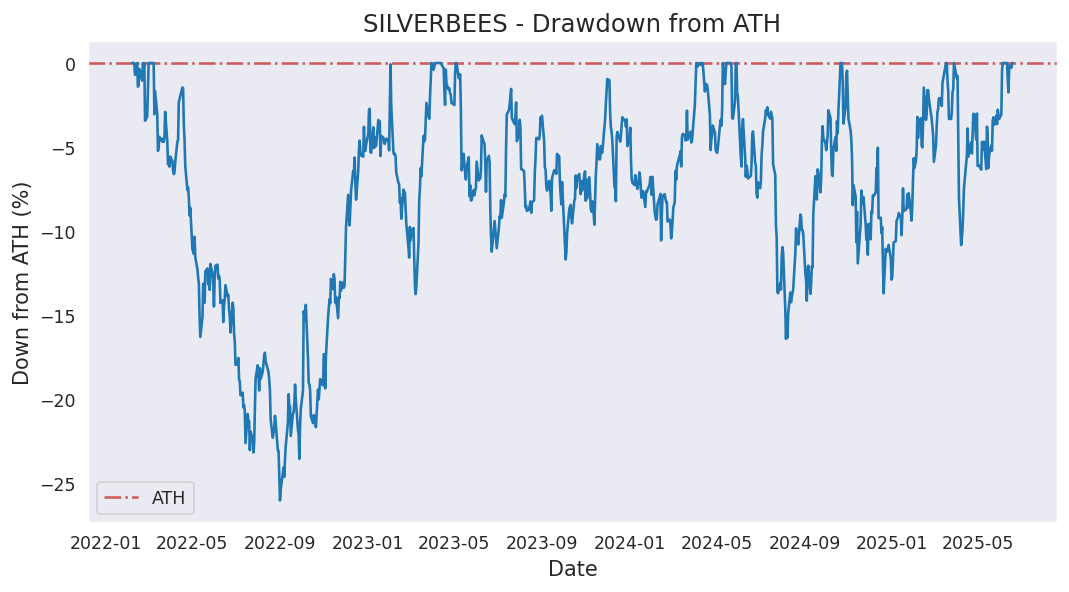 SILVERBEES - Drawdown from ATH
Down from ATH (%)
0
−5
−10
−15
−20
−25
ATH
2022-01 2022-05 2022-09 2023-01 2023-05 2023-09 2024-01 2024-05 2024-09 2025-01 2025-05
Date